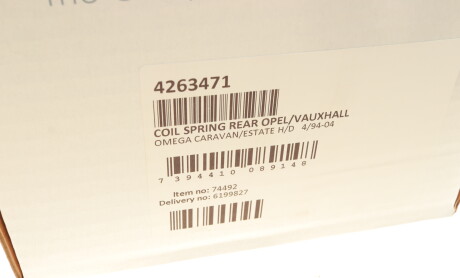 4263471
COIL SPRING REAR OPEL/VAUXHALL
OMEGA CARAVAN/ESTATE H/D 4/94-04
7 394410 089148
Item no: 74492
Delivery no: 6199827